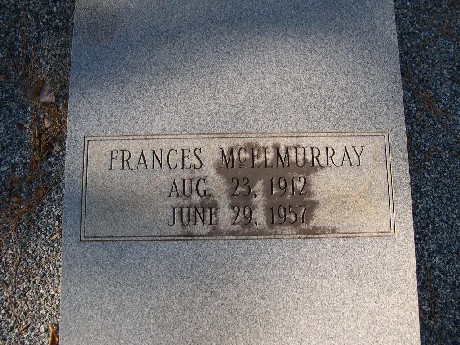 FRANCES McELMURRAY
AUG. 23, 1912
JUNE 29, 1957